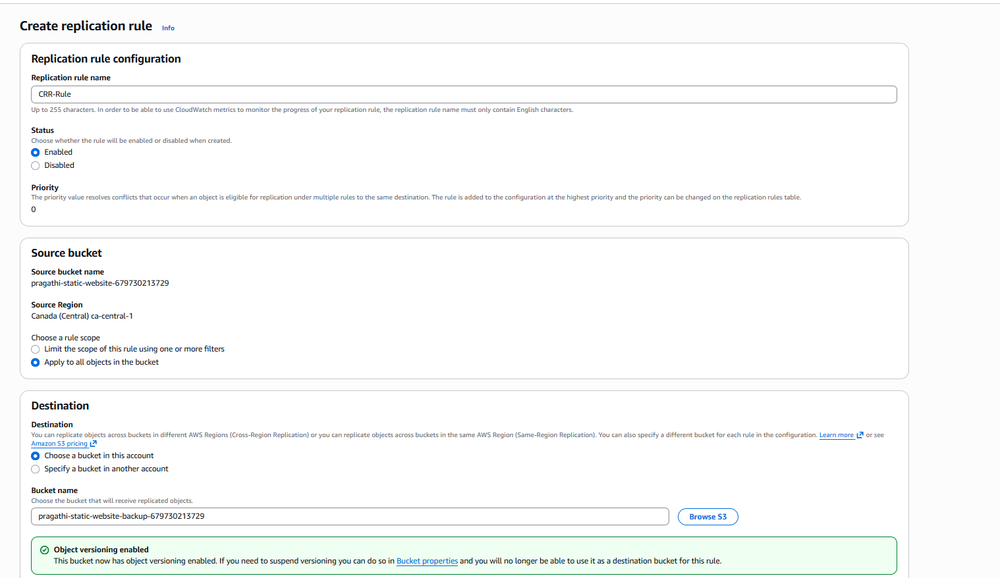 Create replication rule Info
Replication rule configuration
Replication rule name
CRR-Rule
Up to 255 characters. In order to be able to use CloudWatch metrics to monitor the progress of your replication rule, the replication rule name must only contain English characters.
Status
Choose whether the rule will be enabled or disabled when created.
Enabled
Disabled
Priority
The priority value resolves conflicts that occur when an object is eligible for replication under multiple rules to the same destination. The rule is added to the configuration at the highest priority and the priority can be changed on the replication rules table.
0
Source bucket
Source bucket name
pragathi-static-website-679730213729
Source Region
Canada (Central) ca-central-1
Choose a rule scope
Limit the scope of this rule using one or more filters
Apply to all objects in the bucket
Destination
Destination
You can replicate objects across buckets in different AWS Regions (Cross-Region Replication) or you can replicate objects across buckets in the same AWS Region (Same-Region Replication). You can also specify a different bucket for each rule in the configuration. Learn more or see
Amazon S3 pricing
Choose a bucket in this account
Specify a bucket in another account
Bucket name
Choose the bucket that will receive replicated objects.
pragathi-static-website-backup-679730213729
Browse S3
Object versioning enabled
This bucket now has object versioning enabled. If you need to suspend versioning you can do so in Bucket properties and you will no longer be able to use it as a destination bucket for this rule.